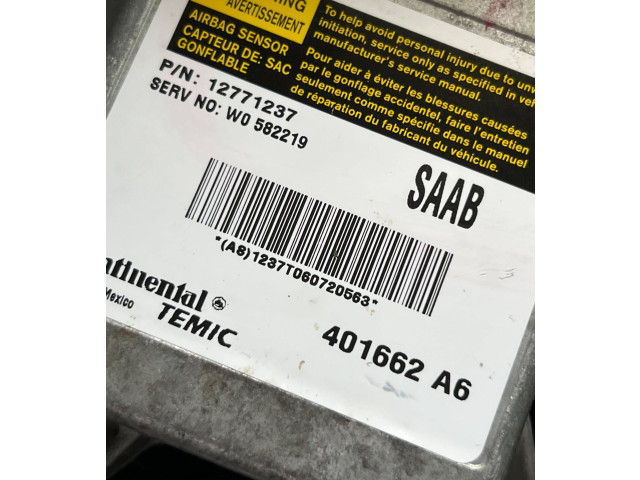 WARNING
AVERTISSEMENT
AIRBAG SENSOR
CAPTEUR DE: SAC
GONFLABLE
To help avoid personal injury due to
initiation, service only as specified in
manufacturer's service manual.
Pour aider à éviter les blessures causées
par le gonflage accidentel, faire l'entretien
seulement comme spécifié dans le manuel
de réparation du fabricant du véhicule.
P/N: 12771237
SERV NO: W0 582219
SAAB
*(A8)1237T060720563*
Continental
Mexico
TEMIC
401662 A6